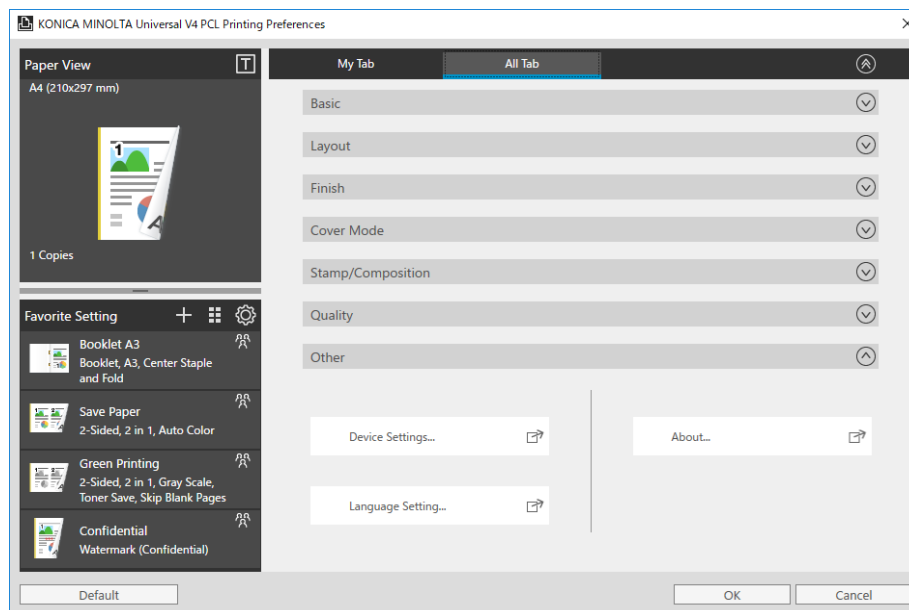 KONICA MINOLTA Universal V4 PCL Printing Preferences
Paper View
T
A4 (210x297 mm)
1
A
1 Copies
Favorite Setting
Booklet A3
Booklet, A3, Center Staple
and Fold
Save Paper
2-Sided, 2 in 1, Auto Color
Green Printing
2-Sided, 2 in 1, Gray Scale,
Toner Save, Skip Blank Pages
Confidential
Watermark (Confidential)
My Tab
All Tab
Basic
Layout
Finish
Cover Mode
Stamp/Composition
Quality
Other
Device Settings...
About...
Language Setting...
Default
OK
Cancel